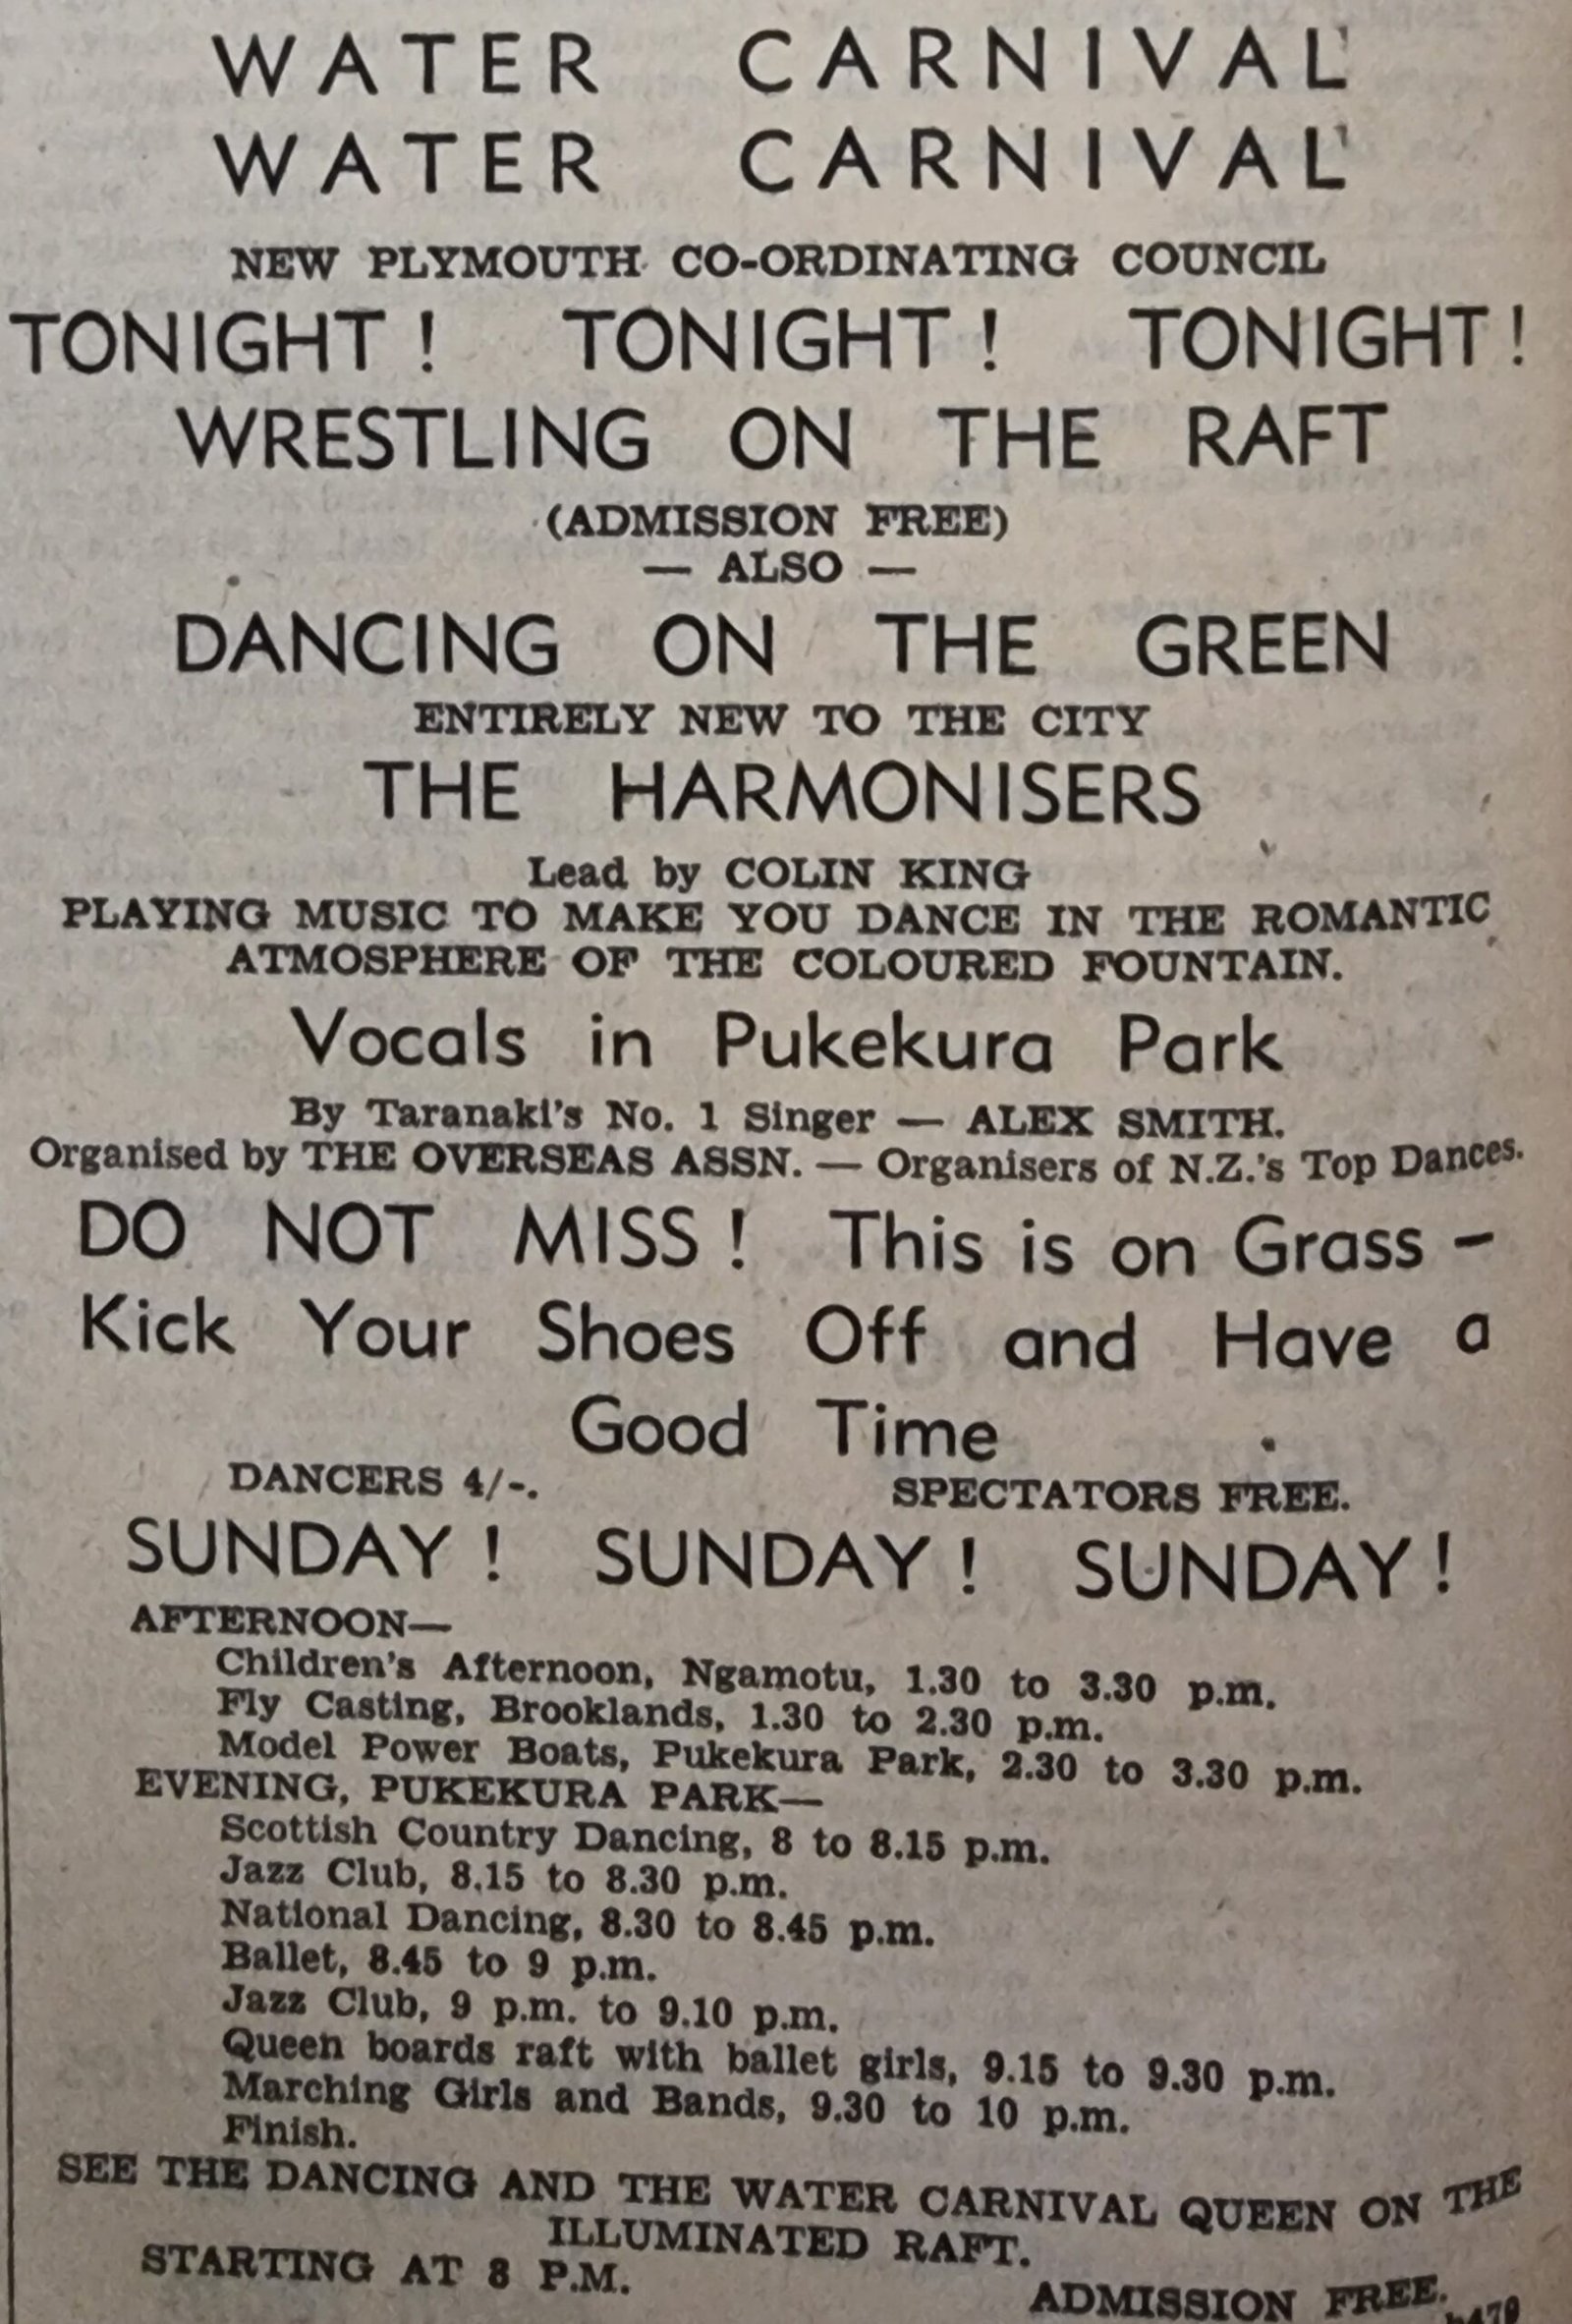 WATER CARNIVAL
WATER CARNIVAL
NEW PLYMOUTH CO-ORDINATING COUNCIL
TONIGHT! TONIGHT! TONIGHT!
WRESTLING ON THE RAFT
(ADMISSION FREE)
— ALSO —
DANCING ON THE GREEN
ENTIRELY NEW TO THE CITY
THE HARMONISERS
Lead by COLIN KING
PLAYING MUSIC TO MAKE YOU DANCE IN THE ROMANTIC
ATMOSPHERE OF THE COLOURED FOUNTAIN.
Vocals in Pukekura Park
By Taranaki's No. 1 Singer — ALEX SMITH.
Organised by THE OVERSEAS ASSN. — Organisers of N.Z.'s Top Dances.
DO NOT MISS! This is on Grass –
Kick Your Shoes Off and Have a
Good Time
DANCERS 4/-. SPECTATORS FREE.
SUNDAY! SUNDAY! SUNDAY!
AFTERNOON—
Children's Afternoon, Ngamotu, 1.30 to 3.30 p.m.
Fly Casting, Brooklands, 1.30 to 2.30 p.m.
Model Power Boats, Pukekura Park, 2.30 to 3.30 p.m.
EVENING, PUKEKURA PARK—
Scottish Country Dancing, 8 to 8.15 p.m.
Jazz Club, 8.15 to 8.30 p.m.
National Dancing, 8.30 to 8.45 p.m.
Ballet, 8.45 to 9 p.m.
Jazz Club, 9 p.m. to 9.10 p.m.
Queen boards raft with ballet girls, 9.15 to 9.30 p.m.
Marching Girls and Bands, 9.30 to 10 p.m.
Finish.
SEE THE DANCING AND THE WATER CARNIVAL QUEEN ON THE
ILLUMINATED RAFT.
STARTING AT 8 P.M. ADMISSION FREE.